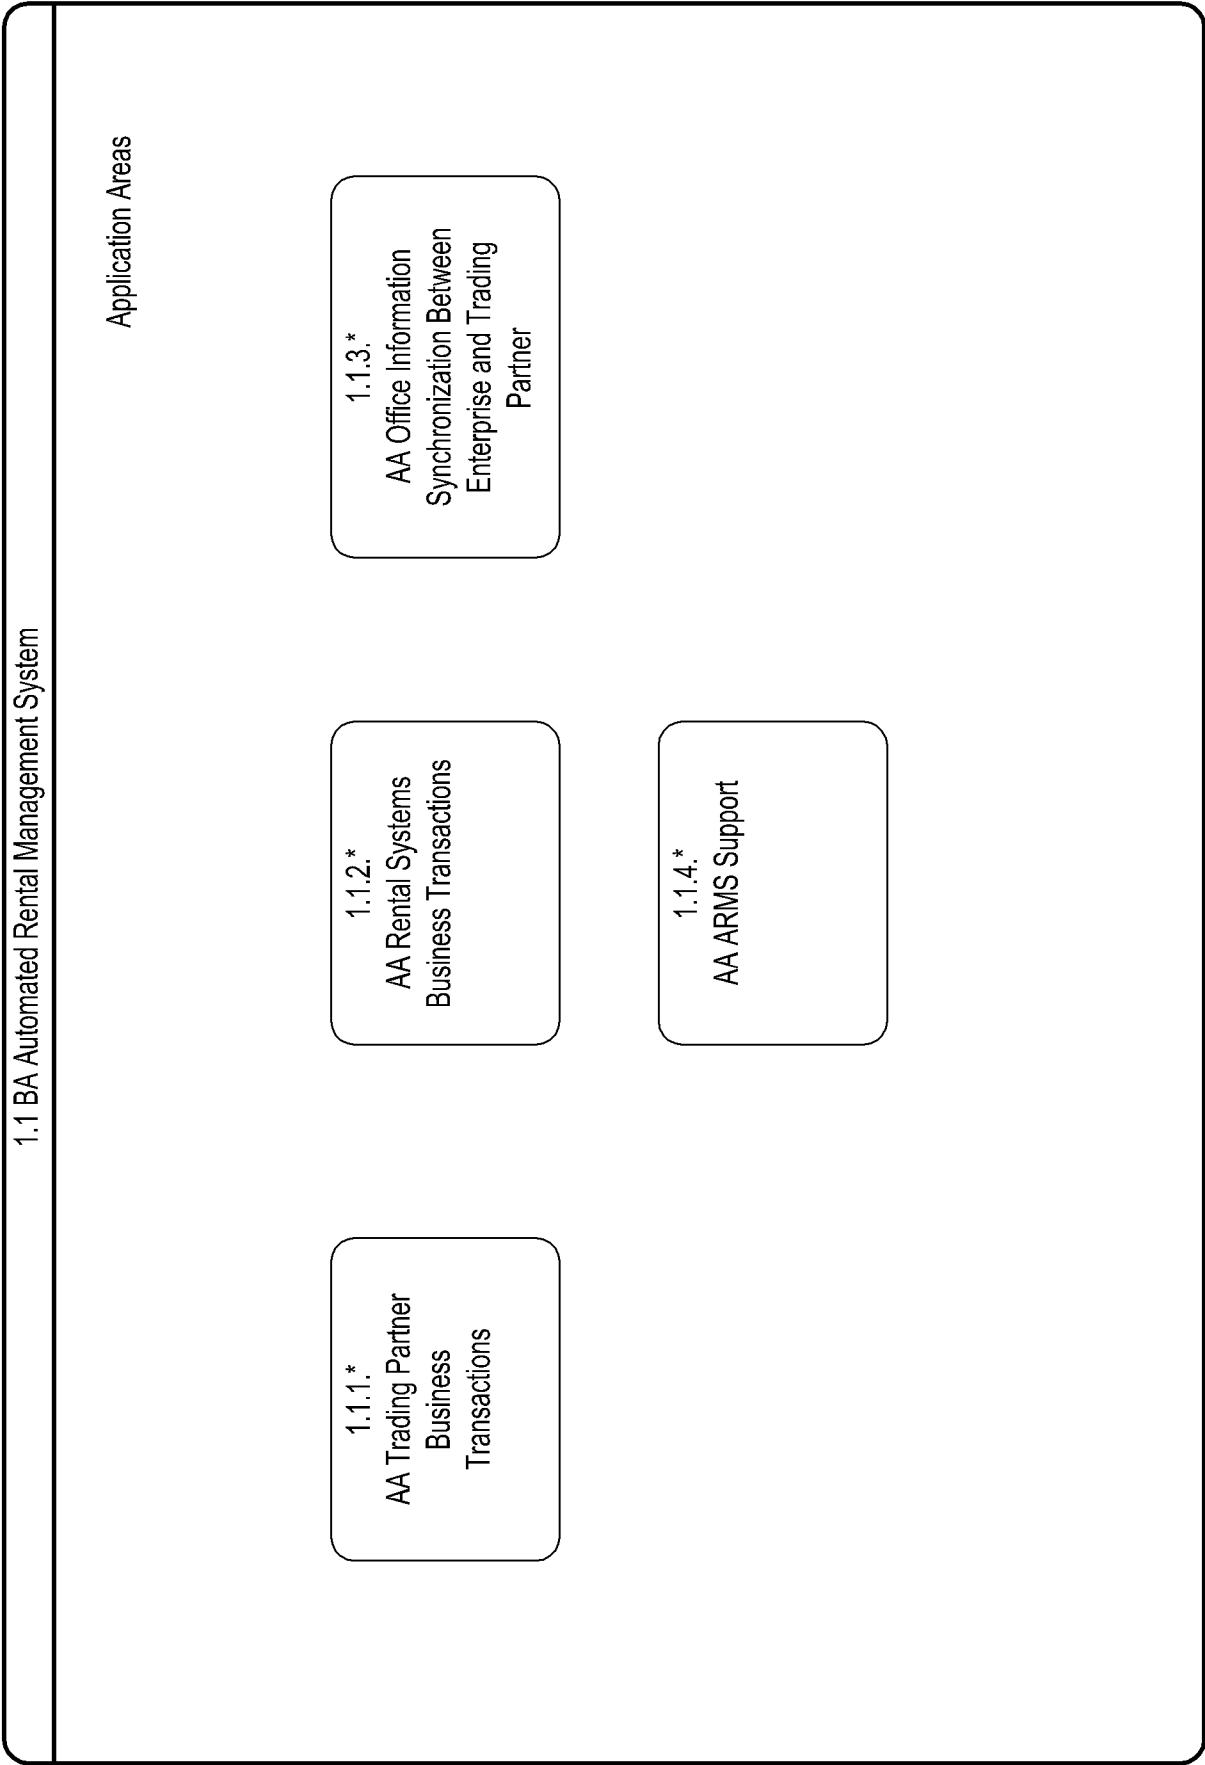 1.1 BA Automated Rental Management System
Application Areas
1.1.1.*
AA Trading Partner
Business
Transactions
1.1.2.*
AA Rental Systems
Business Transactions
1.1.3.*
AA Office Information
Synchronization Between
Enterprise and Trading
Partner
1.1.4.*
AA ARMS Support